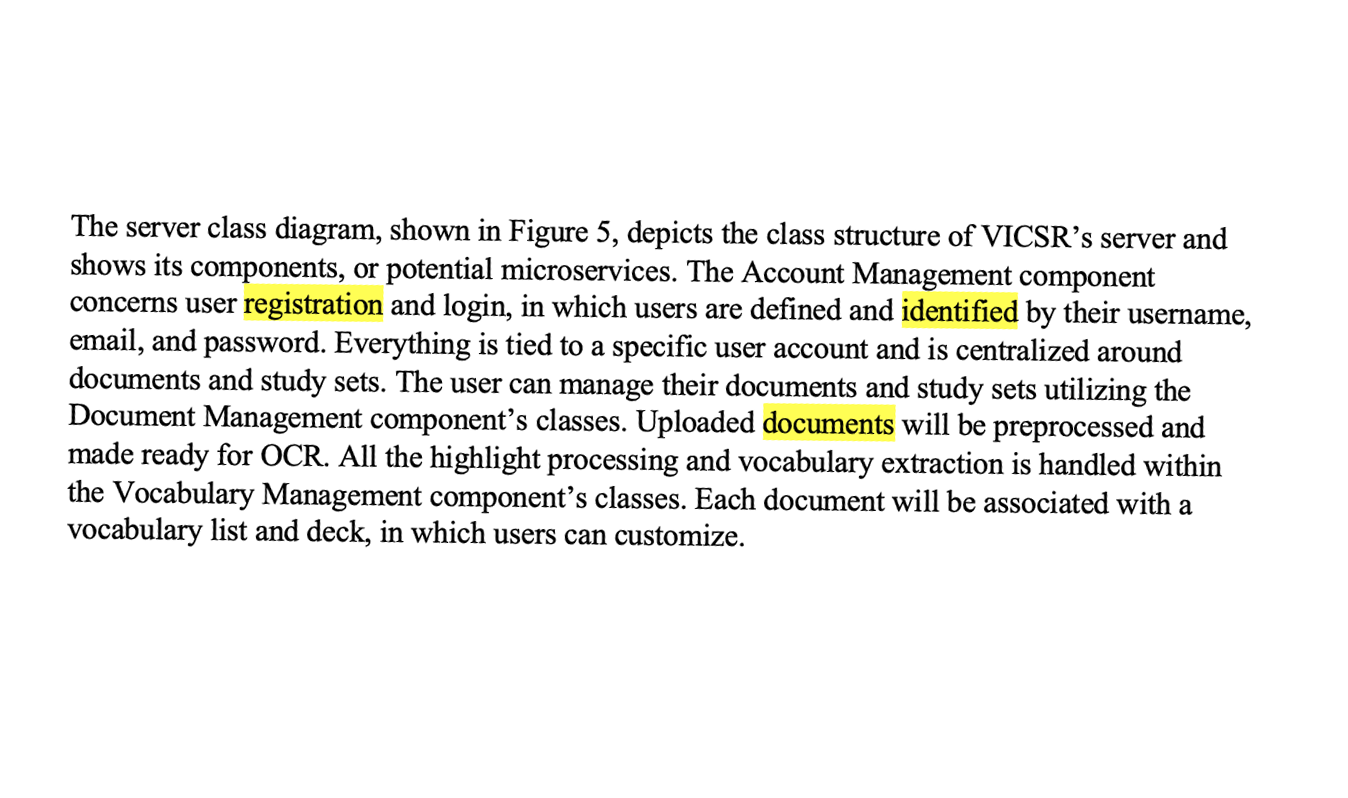 The server class diagram, shown in Figure 5, depicts the class structure of VICSR’s server and
shows its components, or potential microservices. The Account Management component
concerns user registration and login, in which users are defined and identified by their username,
email, and password. Everything is tied to a specific user account and is centralized around
documents and study sets. The user can manage their documents and study sets utilizing the
Document Management component’s classes. Uploaded documents will be preprocessed and
made ready for OCR. All the highlight processing and vocabulary extraction is handled within
the Vocabulary Management component’s classes. Each document will be associated with a
vocabulary list and deck, in which users can customize.